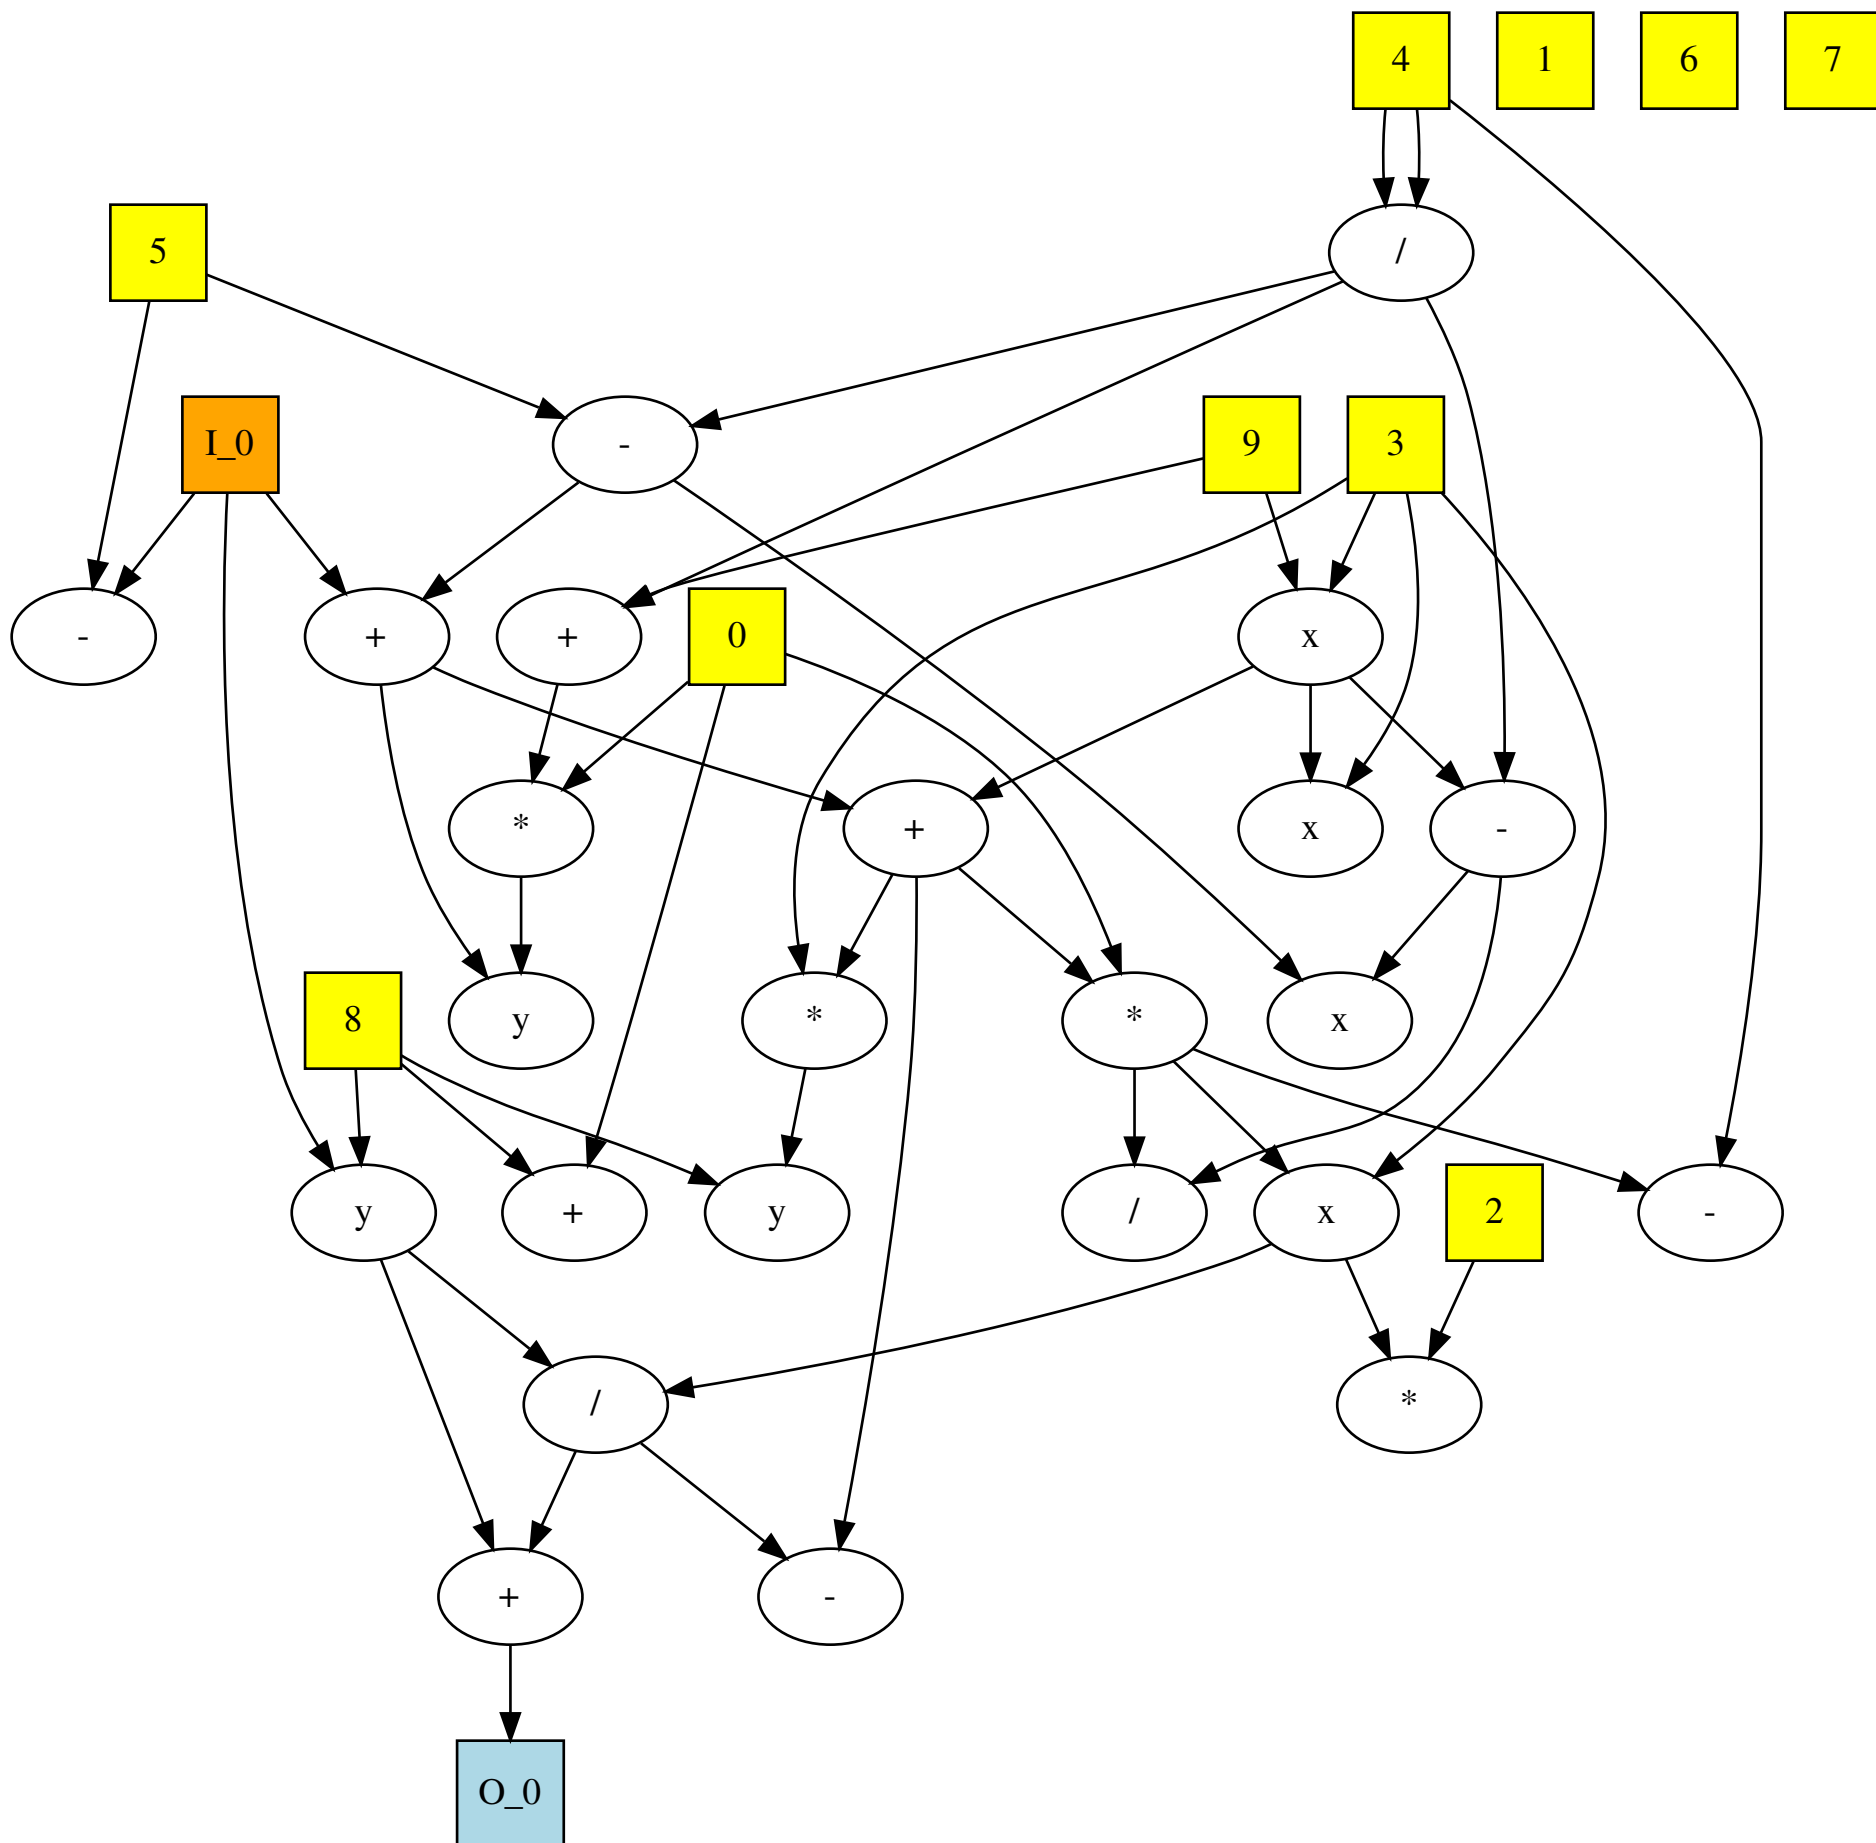 4 1 6 7
5 /
I_0 - 9 3
- + + 0 x
* + x -
8 y * * x
y + y / x 2 -
/ *
+ -
O_0